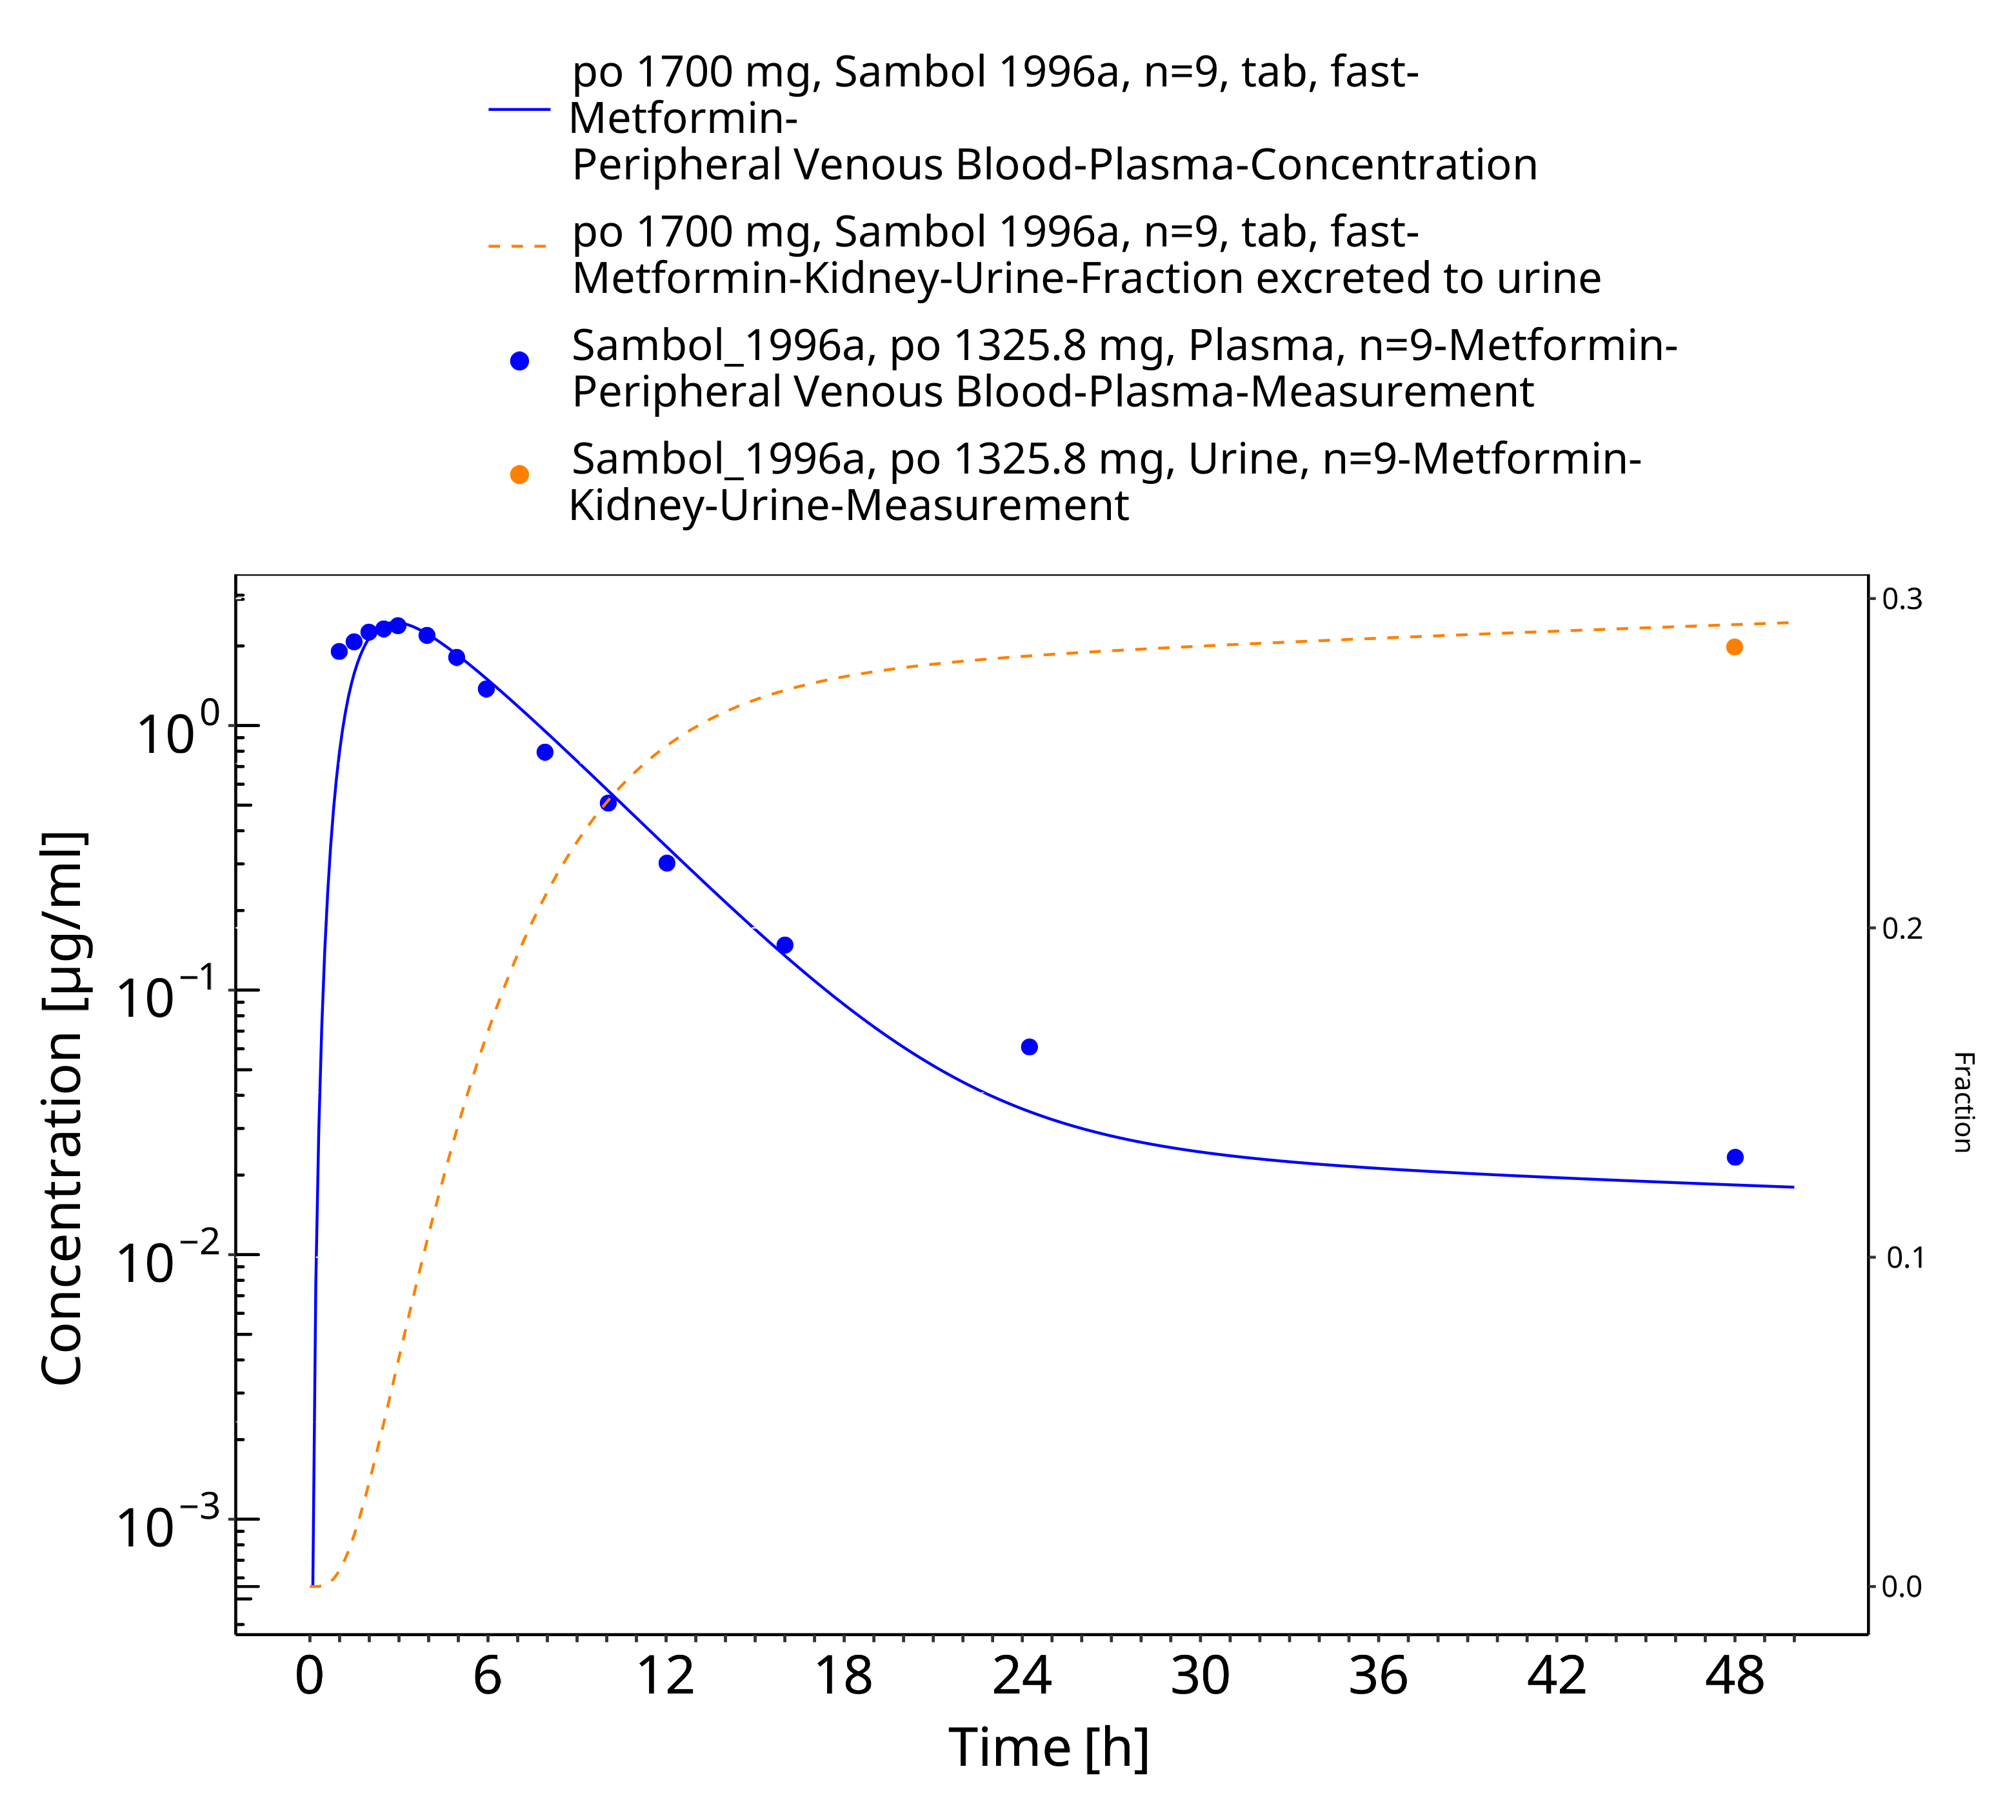 po 1700 mg, Sambol 1996a, n=9, tab, fast-
Metformin-
Peripheral Venous Blood-Plasma-Concentration
po 1700 mg, Sambol 1996a, n=9, tab, fast-
Metformin-Kidney-Urine-Fraction excreted to urine
Sambol_1996a, po 1325.8 mg, Plasma, n=9-Metformin-
Peripheral Venous Blood-Plasma-Measurement
Sambol_1996a, po 1325.8 mg, Urine, n=9-Metformin-
Kidney-Urine-Measurement
Concentration [µg/ml]
10⁰
10⁻¹
10⁻²
10⁻³
0.3
0.2
0.1
0.0
Fraction
0 6 12 18 24 30 36 42 48
Time [h]